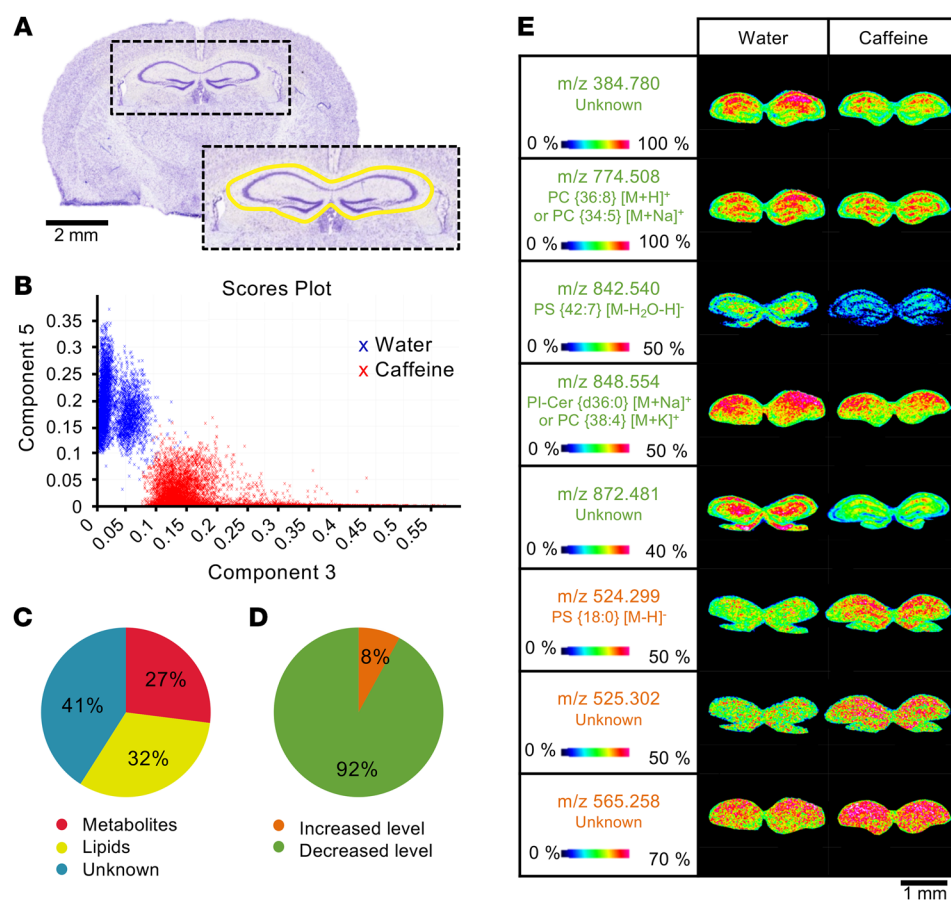 A
2 mm
B
Scores Plot
Component 5
0.35
0.3
0.25
0.2
0.15
0.1
0.05
0
x Water
x Caffeine
0
0.05
0.1
0.15
0.2
0.25
0.3
0.35
0.4
0.45
0.5
0.55
Component 3
C
27%
41%
32%
Metabolites
Lipids
Unknown
D
8%
92%
Increased level
Decreased level
E
Water
Caffeine
m/z 384.780
Unknown
0 % 100 %
m/z 774.508
PC {36:8} [M+H]⁺
or PC {34:5} [M+Na]⁺
0 % 100 %
m/z 842.540
PS {42:7} [M-H₂O-H]⁻
0 % 50 %
m/z 848.554
PI-Cer {d36:0} [M+Na]⁺
or PC {38:4} [M+K]⁺
0 % 50 %
m/z 872.481
Unknown
0 % 40 %
m/z 524.299
PS {18:0} [M-H]⁻
0 % 50 %
m/z 525.302
Unknown
0 % 50 %
m/z 565.258
Unknown
0 % 70 %
1 mm